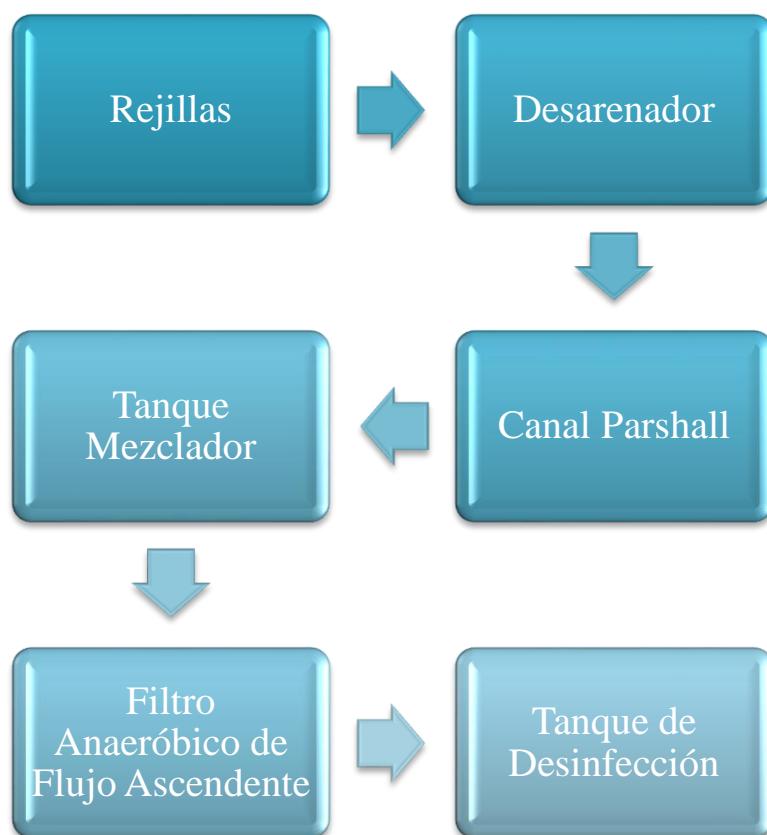 Rejillas
Desarenador
Canal Parshall
Tanque
Mezclador
Filtro
Anaeróbico de
Flujo Ascendente
Tanque de
Desinfección